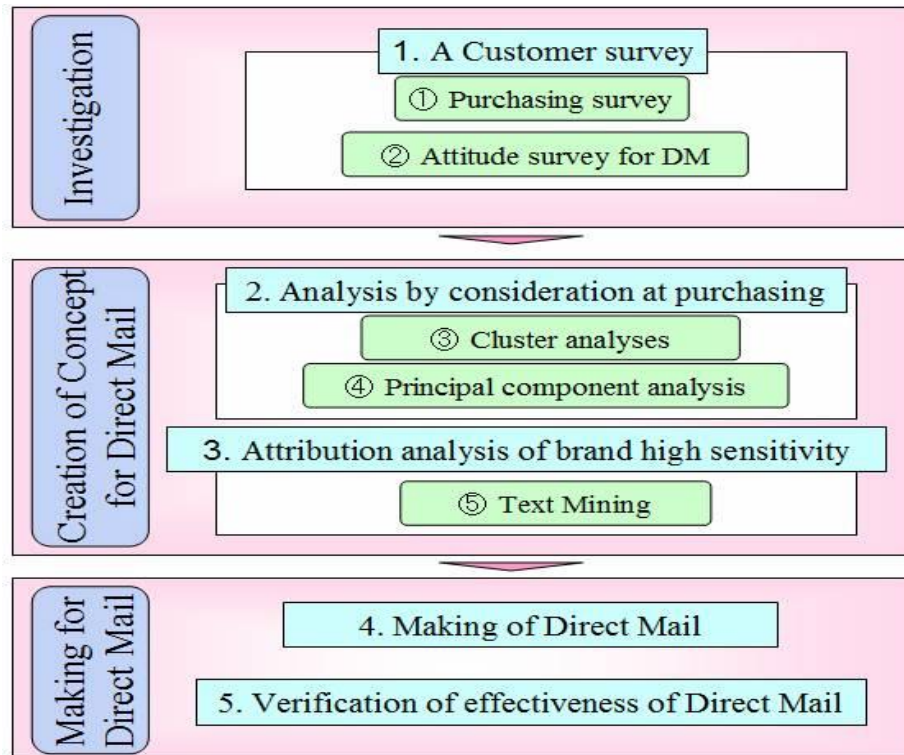 Investigation
1. A Customer survey
① Purchasing survey
② Attitude survey for DM
Creation of Concept
for Direct Mail
2. Analysis by consideration at purchasing
③ Cluster analyses
④ Principal component analysis
3. Attribution analysis of brand high sensitivity
⑤ Text Mining
Making for
Direct Mail
4. Making of Direct Mail
5. Verification of effectiveness of Direct Mail